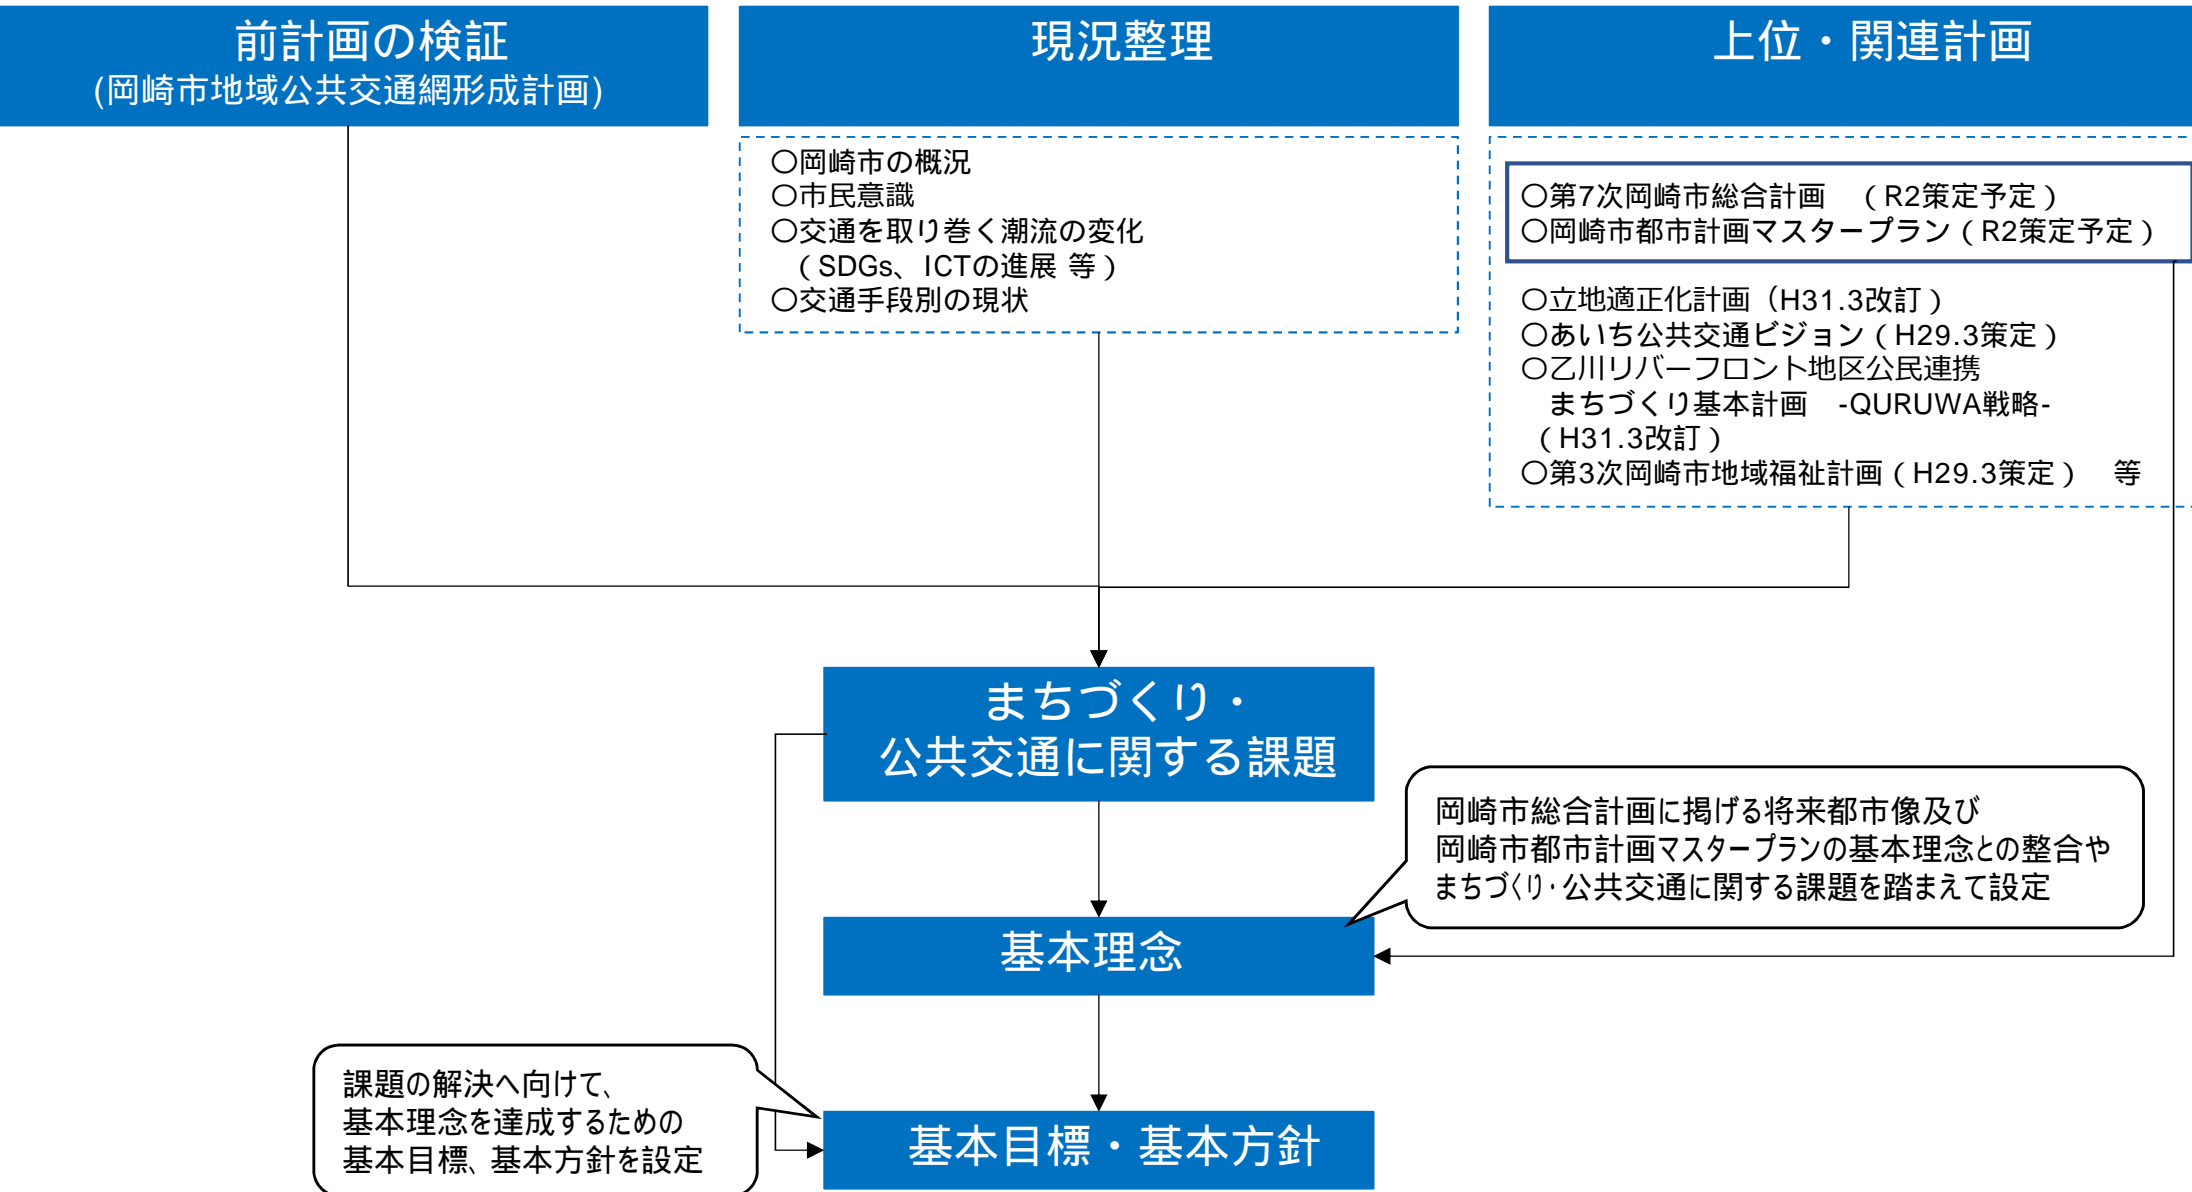 前計画の検証
(岡崎市地域公共交通網形成計画)
現況整理
〇岡崎市の概況
〇市民意識
〇交通を取り巻く潮流の変化
（SDGs、ICTの進展 等）
〇交通手段別の現状
上位・関連計画
〇第7次岡崎市総合計画　（R2策定予定）
〇岡崎市都市計画マスタープラン（R2策定予定）
〇立地適正化計画（H31.3改訂）
〇あいち公共交通ビジョン（H29.3策定）
〇乙川リバーフロント地区公民連携
まちづくり基本計画　-QURUWA戦略-
（H31.3改訂）
〇第3次岡崎市地域福祉計画（H29.3策定）　等
まちづくり・
公共交通に関する課題
岡崎市総合計画に掲げる将来都市像及び
岡崎市都市計画マスタープランの基本理念との整合や
まちづくり・公共交通に関する課題を踏まえて設定
基本理念
課題の解決へ向けて、
基本理念を達成するための
基本目標、基本方針を設定
基本目標・基本方針